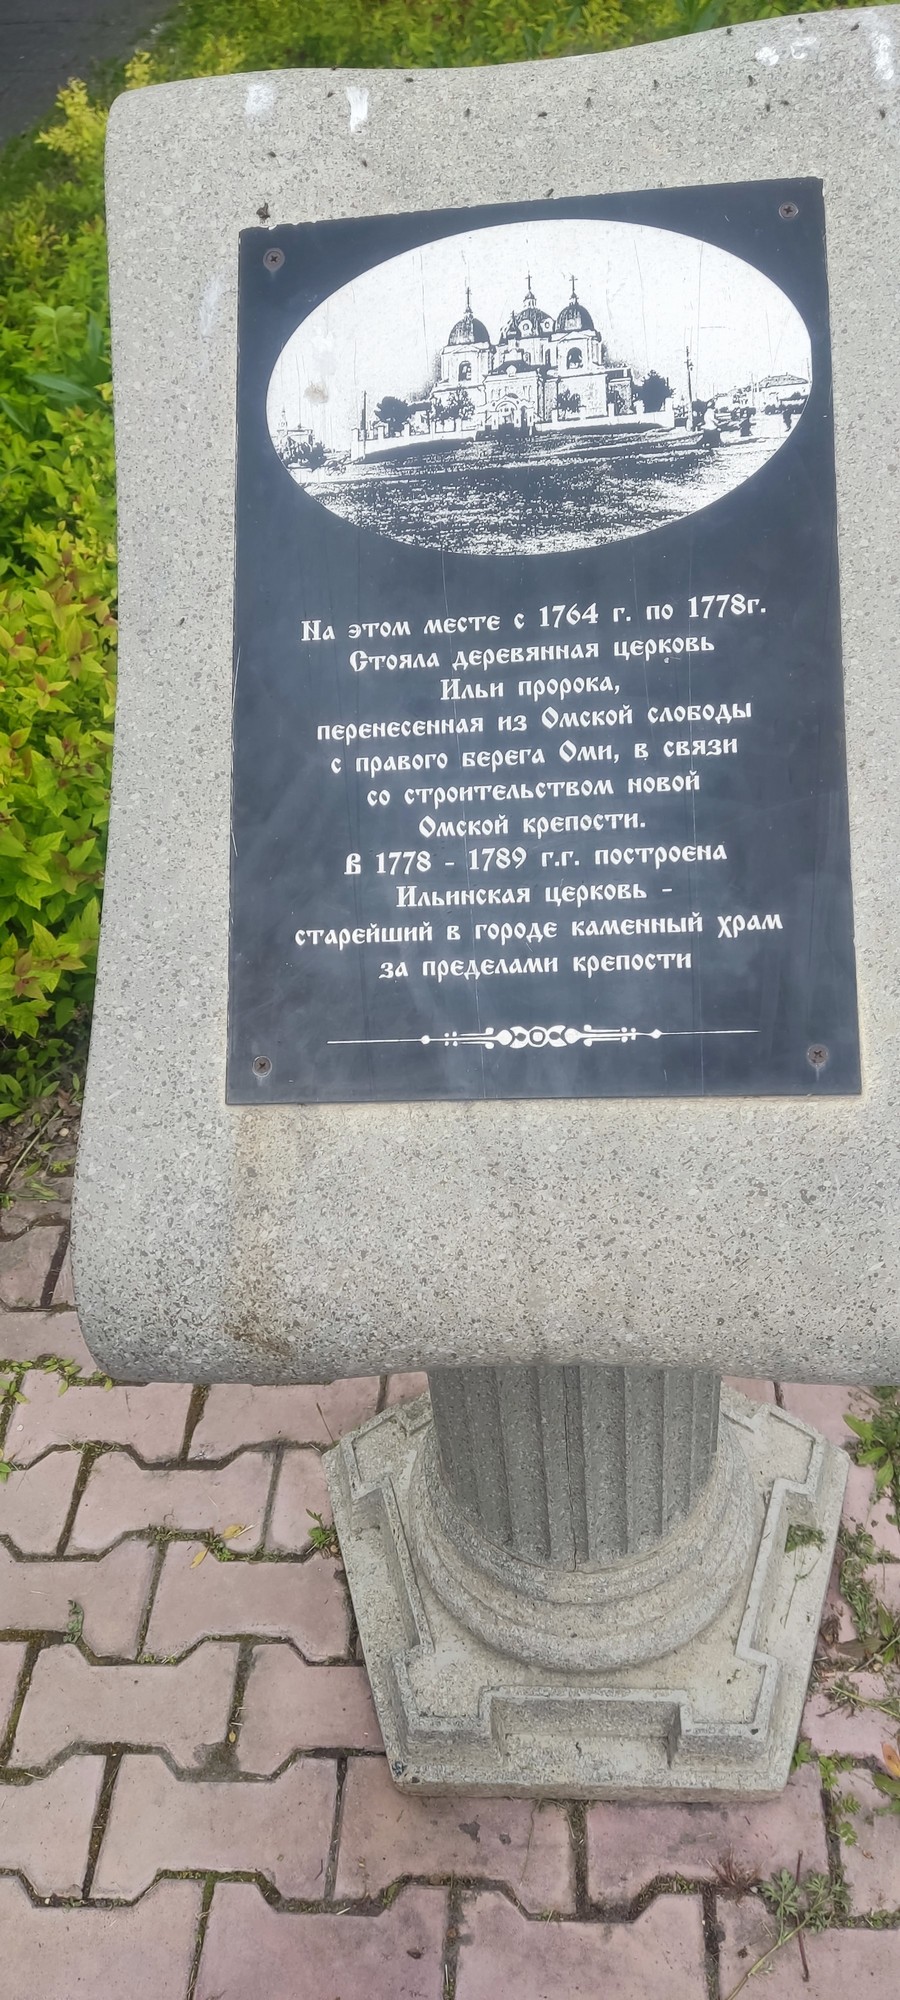 На этом месте с 1764 г. по 1778г.
Стояла деревянная церковь
Ильи пророка,
перенесенная из Омской слободы
с правого берега Оми, в связи
со строительством новой
Омской крепости.
В 1778 - 1789 г.г. построена
Ильинская церковь -
старейший в городе каменный храм
за пределами крепости